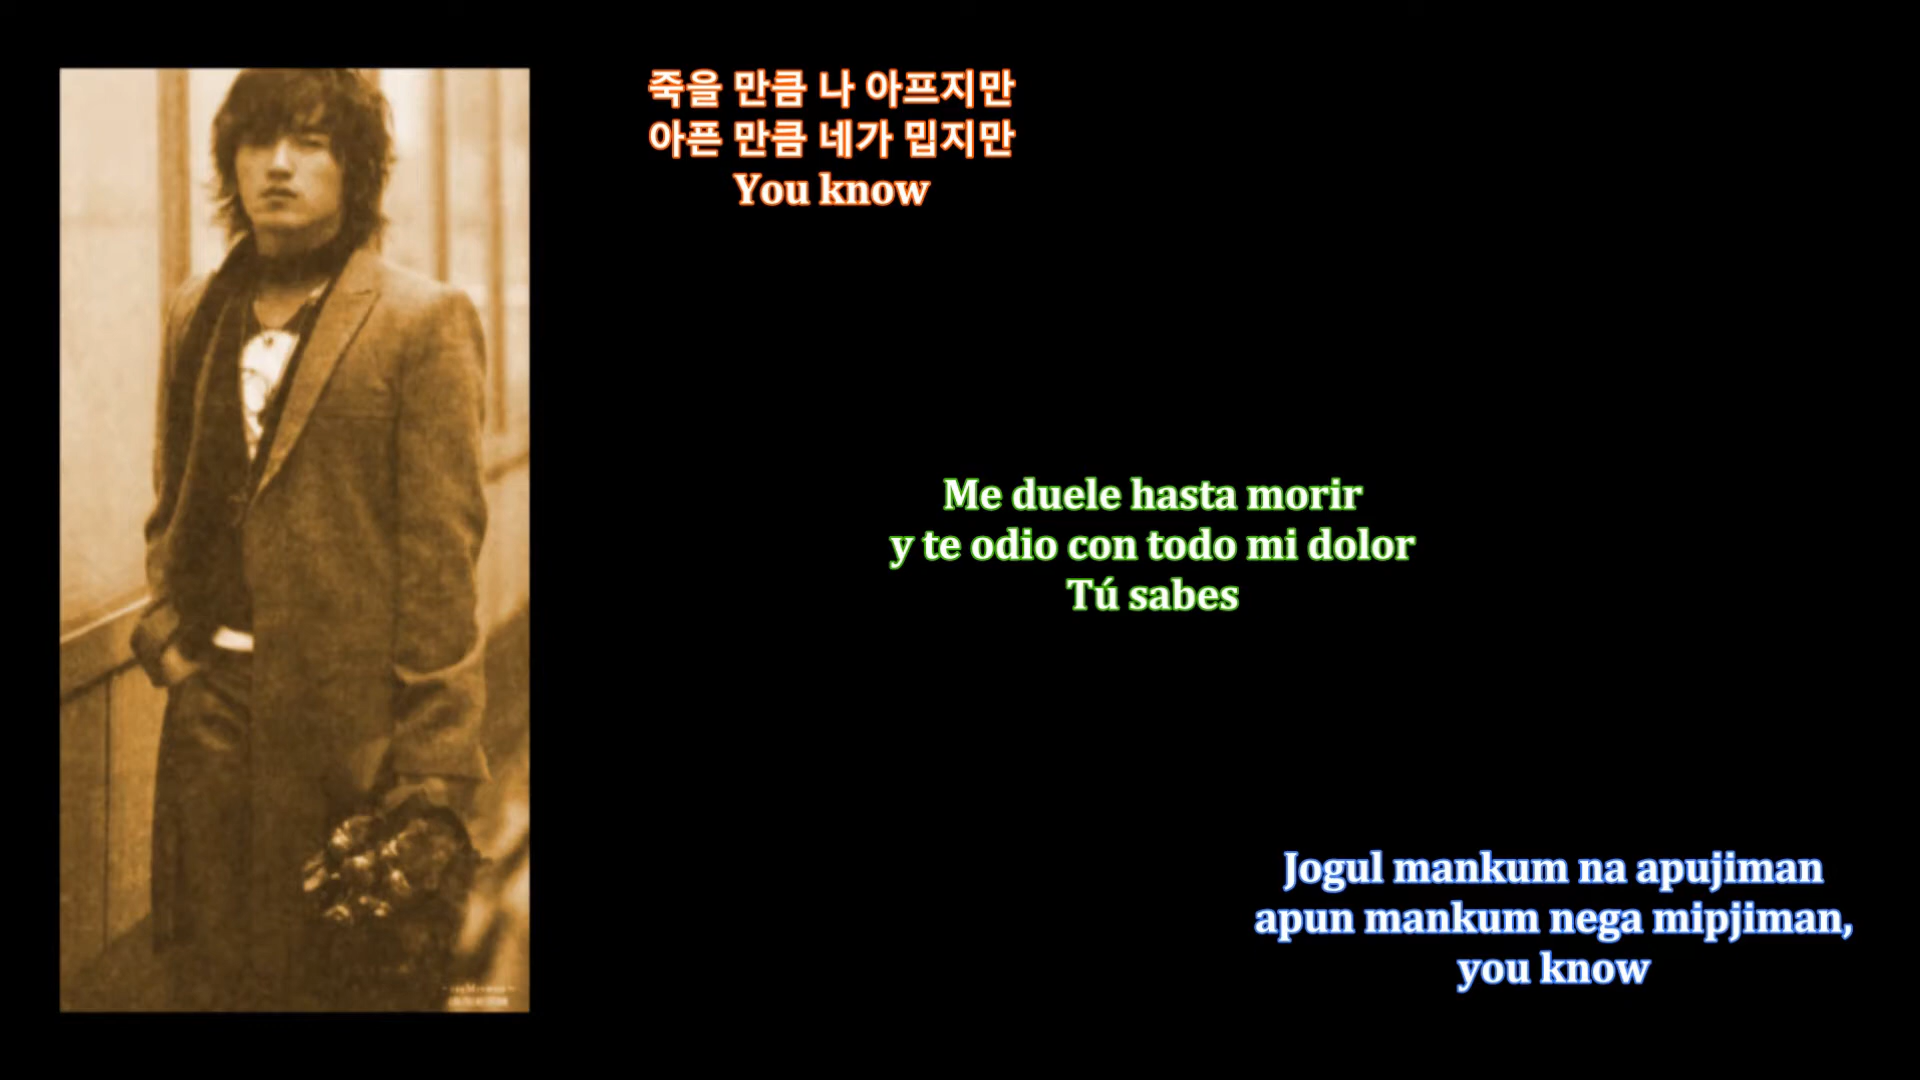 죽을 만큼 나 아프지만
아픈 만큼 네가 밉지만
You know
Me duele hasta morir
y te odio con todo mi dolor
Tú sabes
Jogul mankum na apujiman
apun mankum nega mipjiman,
you know